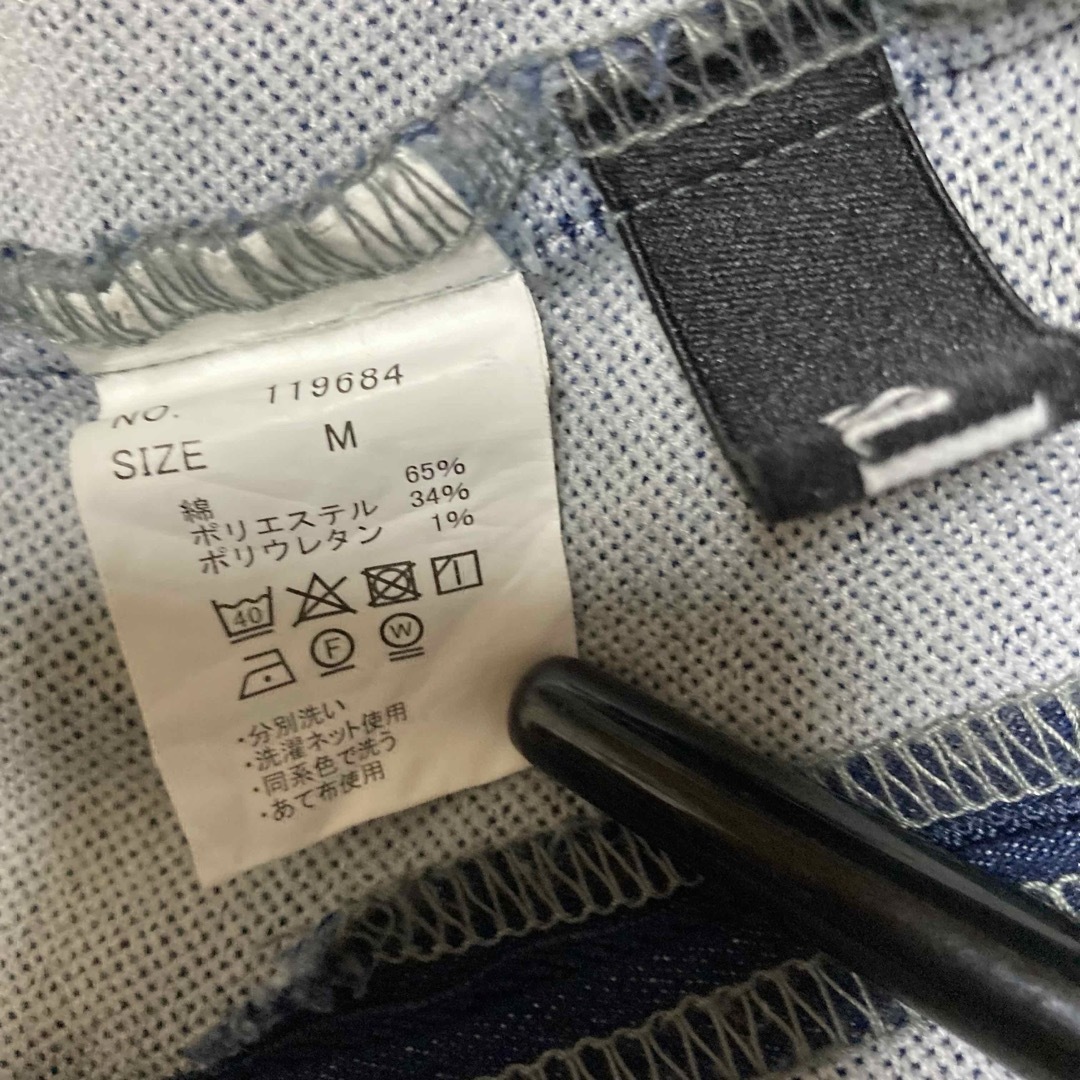 NO. 119684
SIZE M
綿 65%
ポリエステル 34%
ポリウレタン 1%
40
F W
・分別洗い
・洗濯ネット使用
・同系色で洗う
・あて布使用